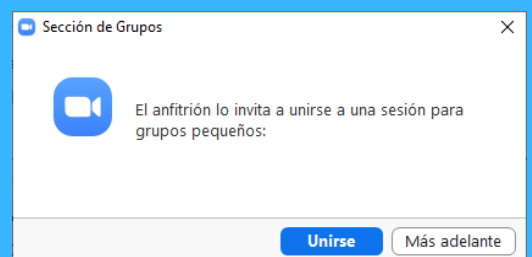 Sección de Grupos
El anfitrión lo invita a unirse a una sesión para
grupos pequeños:
Unirse
Más adelante